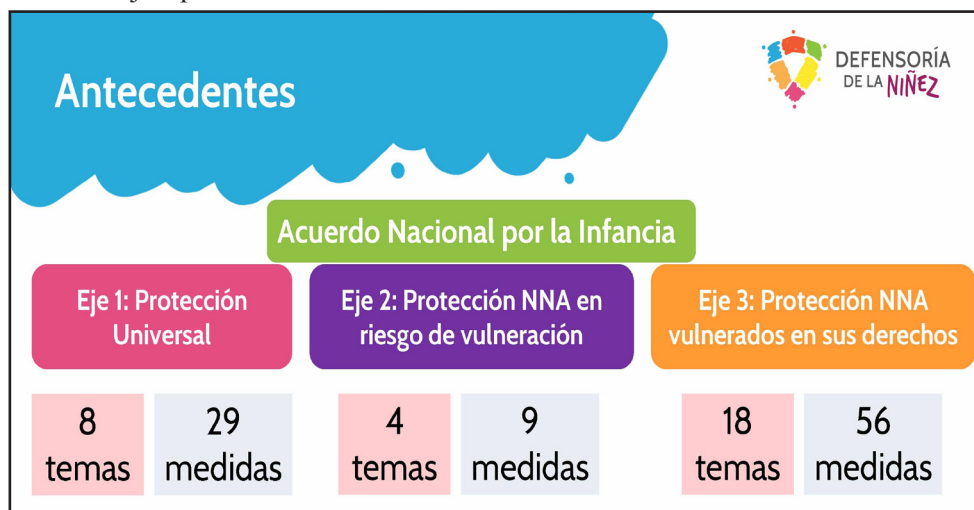 Antecedentes
DEFENSORÍA
DE LA NIÑEZ
Acuerdo Nacional por la Infancia
Eje 1: Protección
Universal
Eje 2: Protección NNA en
riesgo de vulneración
Eje 3: Protección NNA
vulnerados en sus derechos
8
temas
29
medidas
4
temas
9
medidas
18
temas
56
medidas